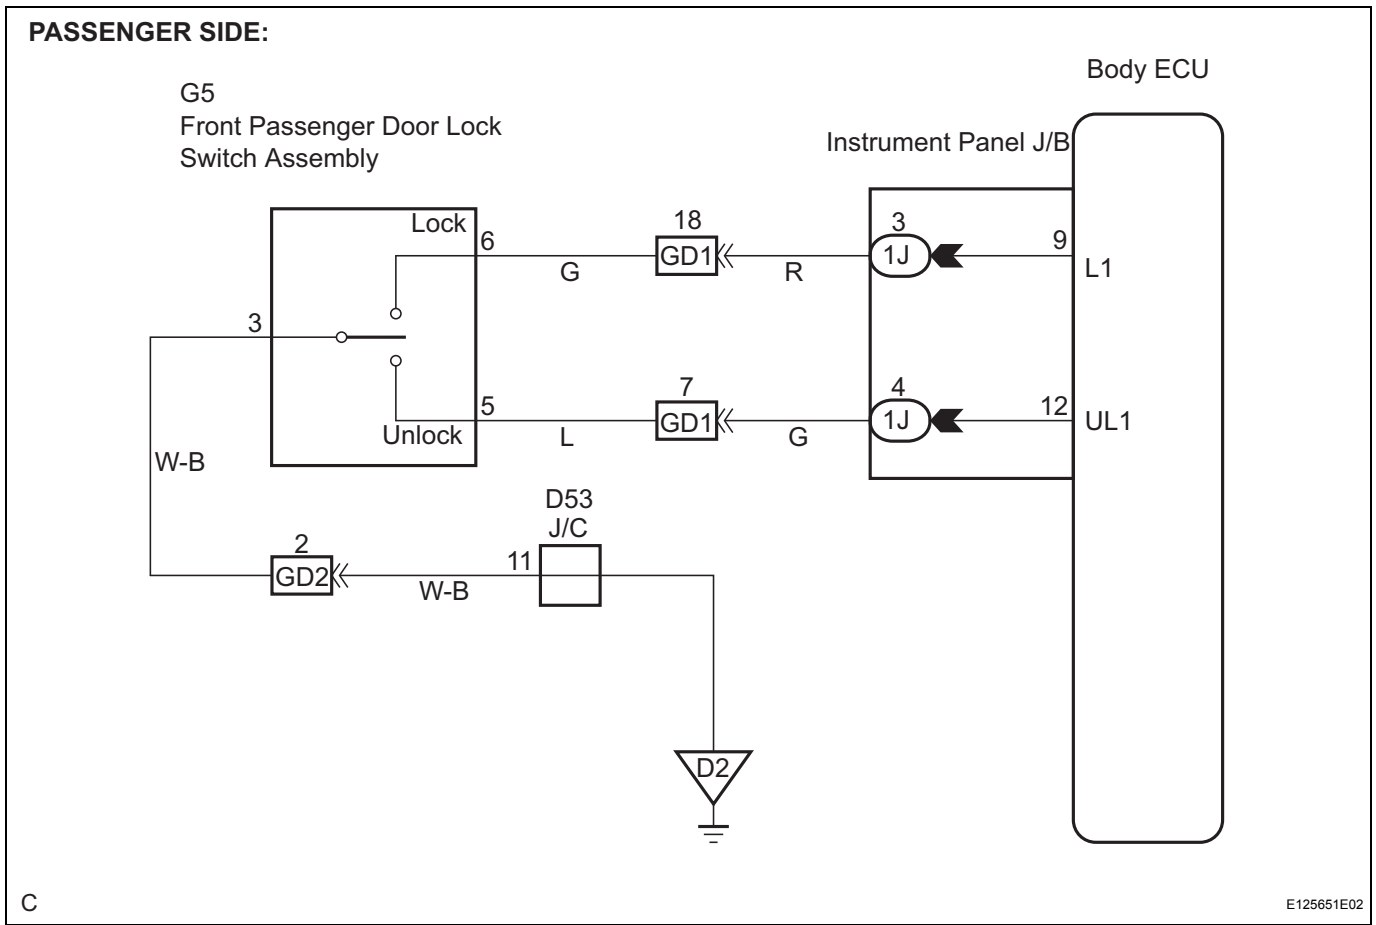 PASSENGER SIDE:
Body ECU
G5
Front Passenger Door Lock
Switch Assembly
Instrument Panel J/B
Lock
6
G
18
GD1
R
3
1J
9
L1
3
Unlock
5
L
7
GD1
G
4
1J
12
UL1
W-B
2
GD2
W-B
D53
J/C
11
D2
C
E125651E02